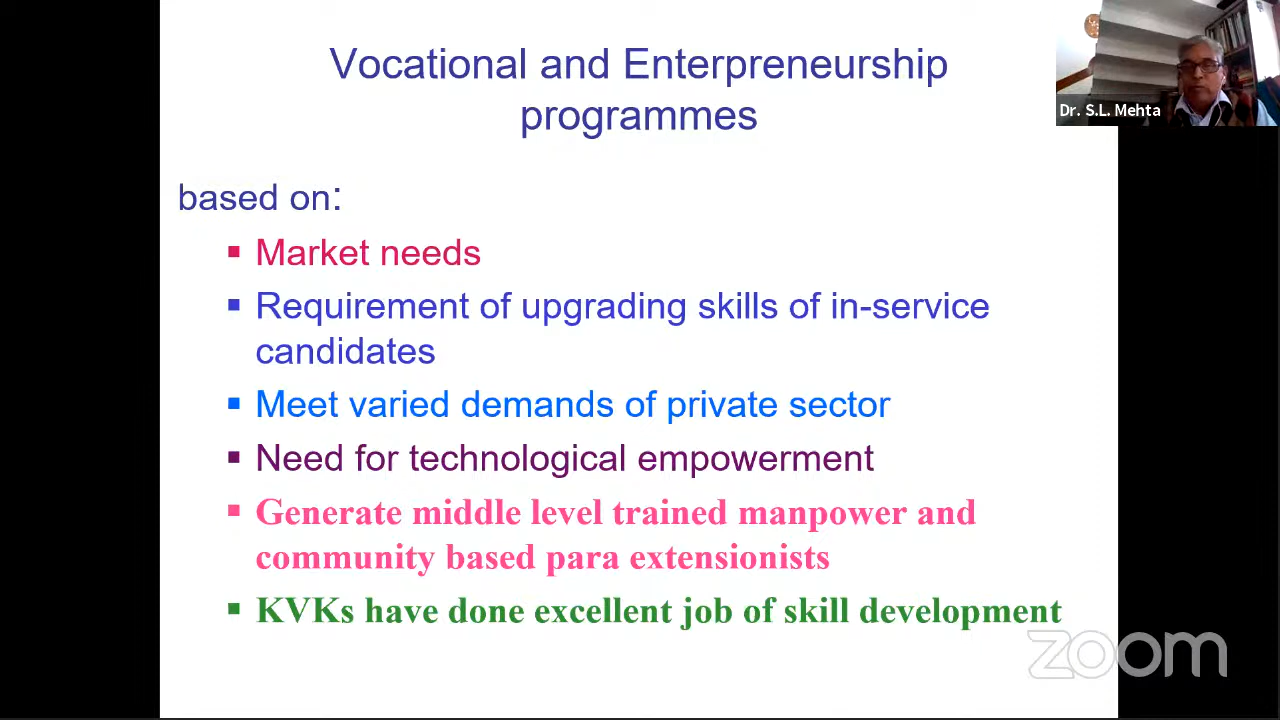 Vocational and Enterpreneurship
programmes
Dr. S.L. Mehta
based on:
▪ Market needs
▪ Requirement of upgrading skills of in-service
candidates
▪ Meet varied demands of private sector
▪ Need for technological empowerment
▪ Generate middle level trained manpower and
community based para extensionists
▪ KVKs have done excellent job of skill development
zoom